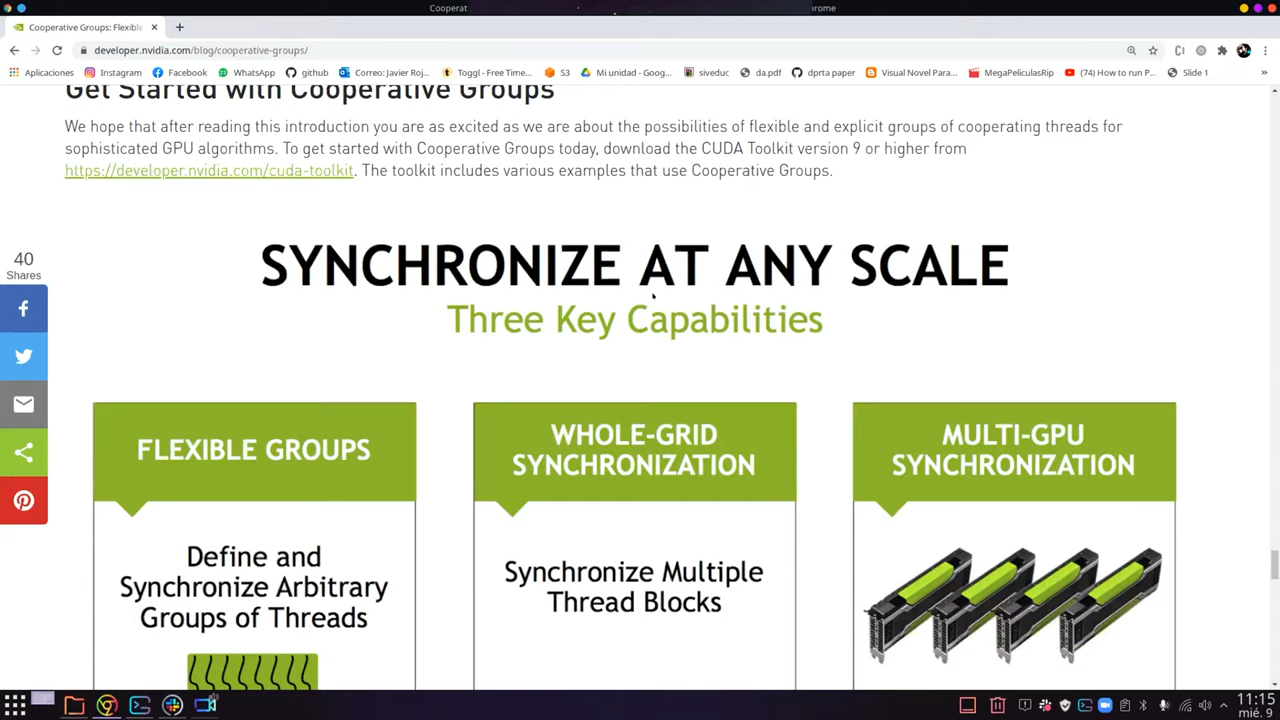 Cooperat
hrome
Cooperative Groups: Flexible
developer.nvidia.com/blog/cooperative-groups/
Aplicaciones Instagram Facebook WhatsApp github Correo: Javier Roj... Toggl - Free Time... S3 Mi unidad - Goog... siveduc da.pdf dprta paper Visual Novel Para... MegaPeliculasRip (74) How to run P... Slide 1 »
Get Started with Cooperative Groups
We hope that after reading this introduction you are as excited as we are about the possibilities of flexible and explicit groups of cooperating threads for
sophisticated GPU algorithms. To get started with Cooperative Groups today, download the CUDA Toolkit version 9 or higher from
https://developer.nvidia.com/cuda-toolkit. The toolkit includes various examples that use Cooperative Groups.
40
Shares
SYNCHRONIZE AT ANY SCALE
Three Key Capabilities
FLEXIBLE GROUPS
Define and
Synchronize Arbitrary
Groups of Threads
WHOLE-GRID
SYNCHRONIZATION
Synchronize Multiple
Thread Blocks
MULTI-GPU
SYNCHRONIZATION
11:15
mié. 9